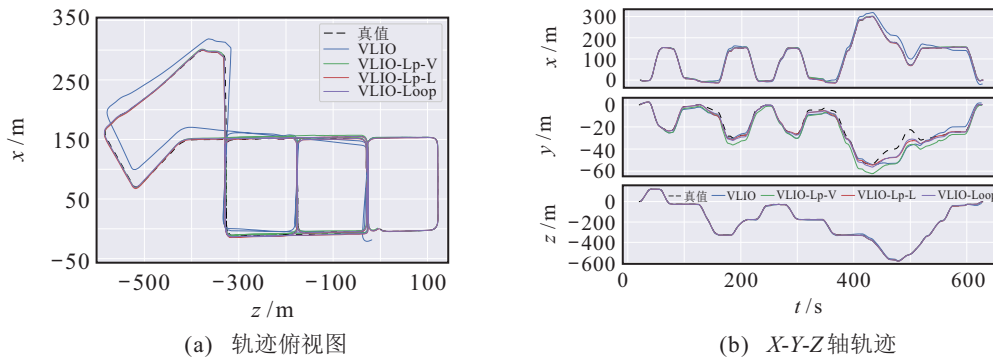 (a)
350
250
150
50
−50
x/m
真值
VLIO
VLIO-Lp-V
VLIO-Lp-L
VLIO-Loop
−500
−300
−100
100
z/m
(a) 轨迹俯视图
(b)
300
200
100
0
x/m
0
−20
−40
−60
y/m
真值 VLIO VLIO-Lp-V VLIO-Lp-L VLIO-Loop
0
−200
−400
−600
z/m
0
200
400
600
t/s
(b) X-Y-Z 轴轨迹